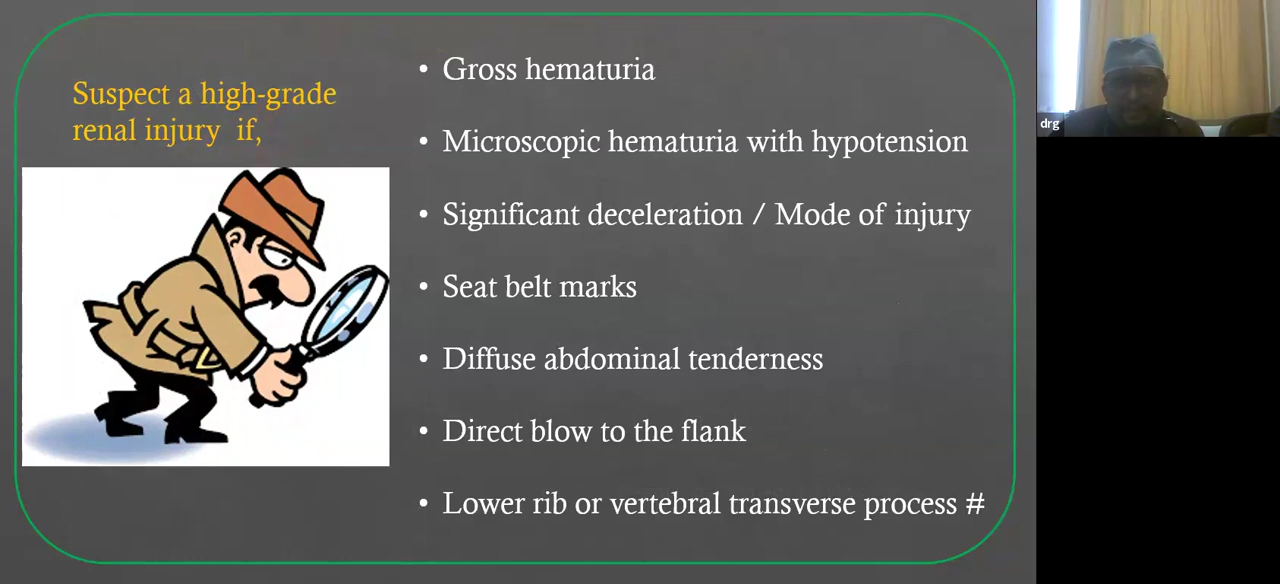 Suspect a high-grade
renal injury if,
• Gross hematuria
• Microscopic hematuria with hypotension
• Significant deceleration / Mode of injury
• Seat belt marks
• Diffuse abdominal tenderness
• Direct blow to the flank
• Lower rib or vertebral transverse process #
drg